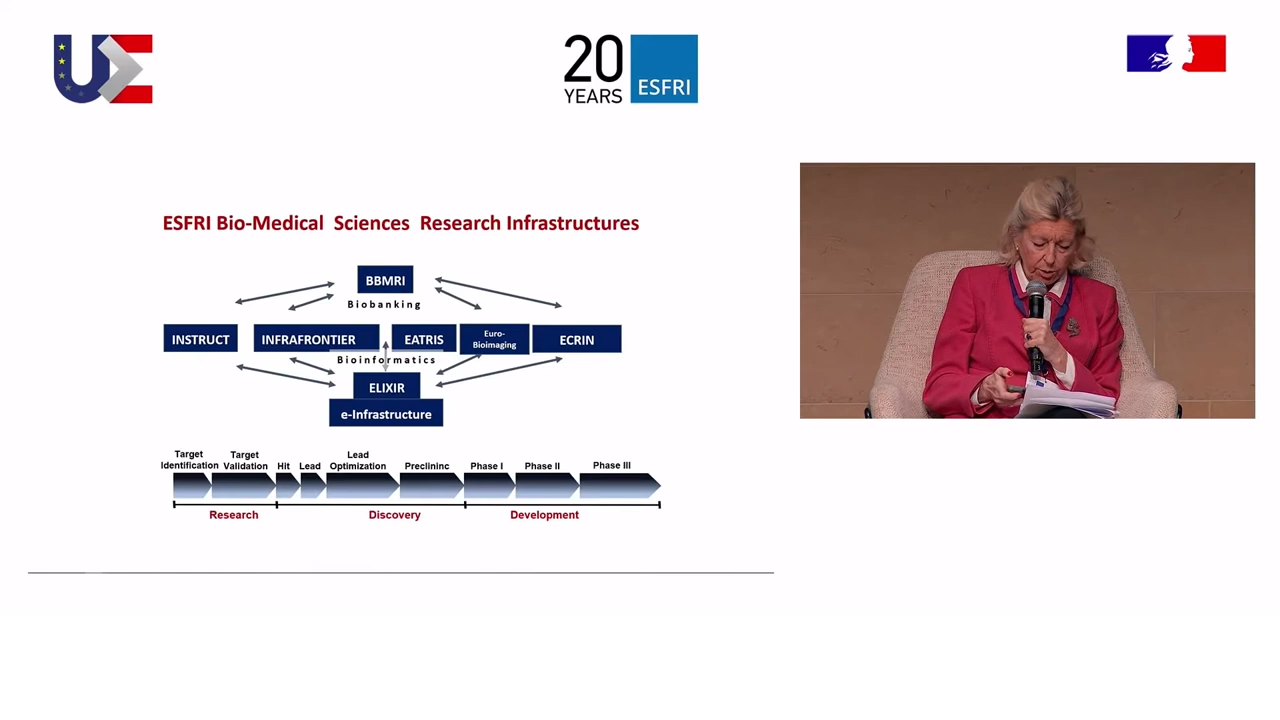 UE
20
YEARS
ESFRI
ESFRI Bio-Medical Sciences Research Infrastructures
BBMRI
Biobanking
INSTRUCT
INFRAFRONTIER
EATRIS
Euro-
Bioimaging
ECRIN
Bioinformatics
ELIXIR
e-Infrastructure
Target
Identification
Target
Validation
Hit
Lead
Lead
Optimization
Preclininc
Phase I
Phase II
Phase III
Research
Discovery
Development